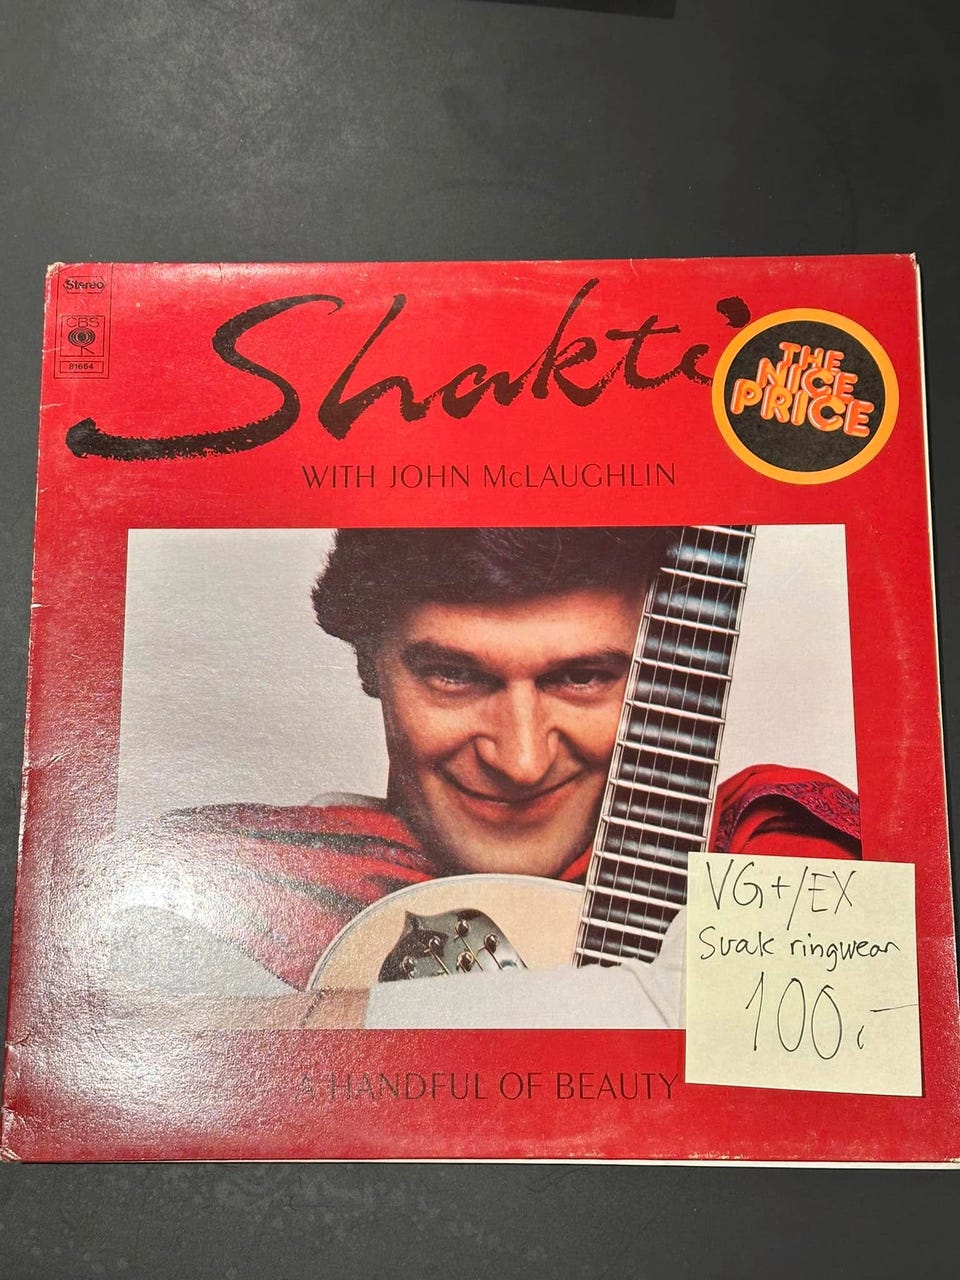 Stereo
CBS
81664
Shakti
WITH JOHN McLAUGHLIN
THE
NICE
PRICE
VG+/EX
Svak ringwear
100,-
A HANDFUL OF BEAUTY